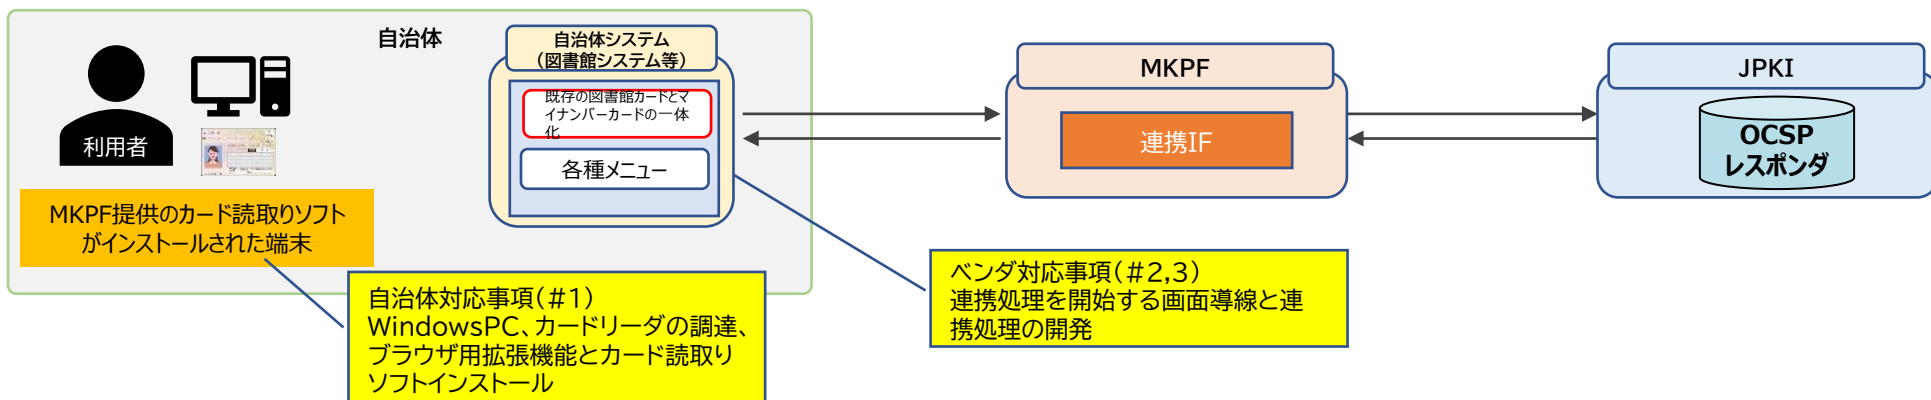 自治体
利用者
MKPF提供のカード読取りソフト
がインストールされた端末
自治体対応事項(#1)
WindowsPC、カードリーダの調達、
ブラウザ用拡張機能とカード読取り
ソフトインストール
自治体システム
(図書館システム等)
既存の図書館カードとマ
イナンバーカードの一体
化
各種メニュー
ベンダ対応事項(#2,3)
連携処理を開始する画面導線と連
携処理の開発
MKPF
連携IF
JPKI
OCSP
レスポンダ